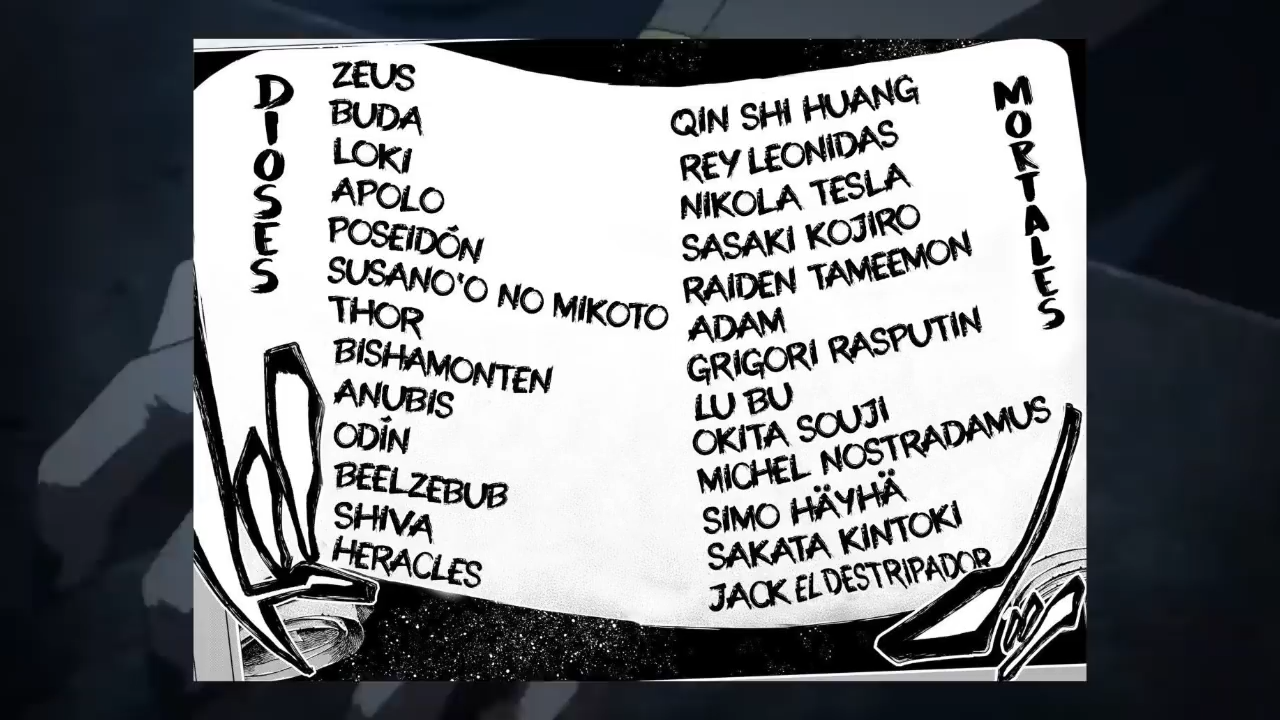 DIOSES
ZEUS
BUDA
LOKI
APOLO
POSEIDÓN
SUSANO'O NO MIKOTO
THOR
BISHAMONTEN
ANUBIS
ODÍN
BEELZEBUB
SHIVA
HERACLES
MORTALES
QIN SHI HUANG
REY LEONIDAS
NIKOLA TESLA
SASAKI KOJIRO
RAIDEN TAMEEMON
ADAM
GRIGORI RASPUTIN
LU BU
OKITA SOUJI
MICHEL NOSTRADAMUS
SIMO HÄYHÄ
SAKATA KINTOKI
JACK EL DESTRIPADOR